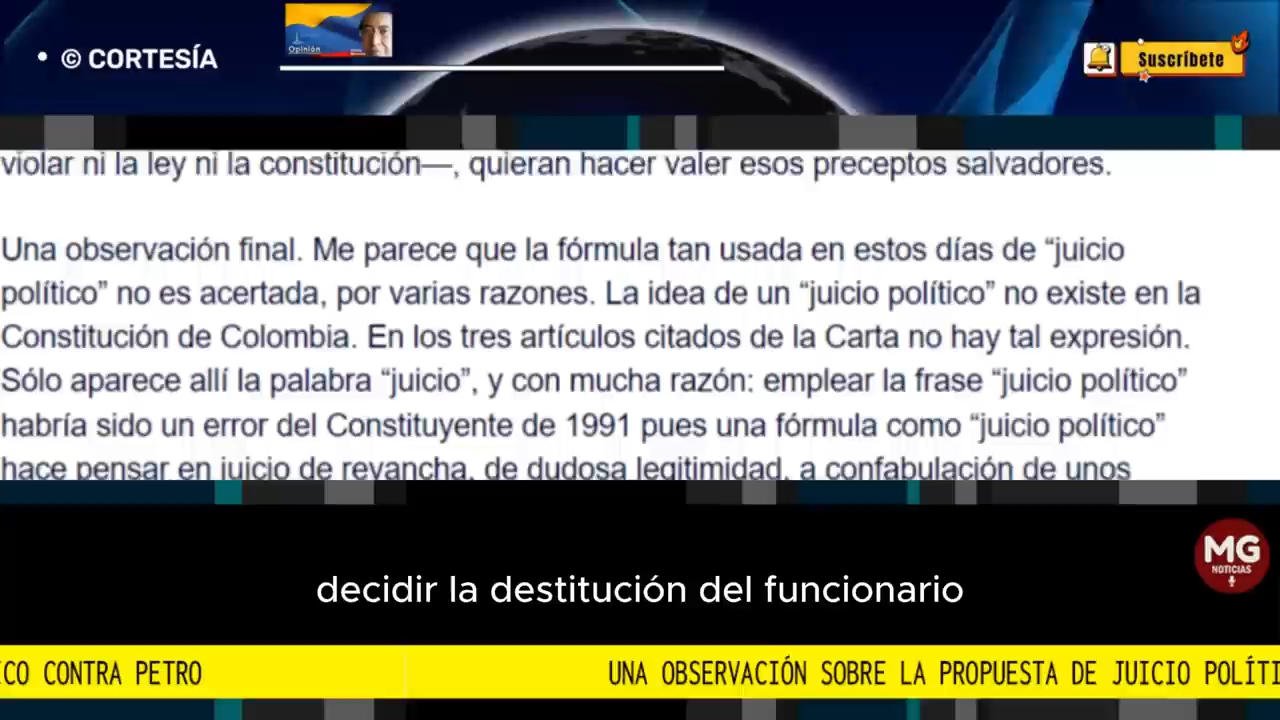 • © CORTESÍA
Opinión
Suscríbete
violar ni la ley ni la constitución—, quieran hacer valer esos preceptos salvadores.
Una observación final. Me parece que la fórmula tan usada en estos días de “juicio
político” no es acertada, por varias razones. La idea de un “juicio político” no existe en la
Constitución de Colombia. En los tres artículos citados de la Carta no hay tal expresión.
Sólo aparece allí la palabra “juicio”, y con mucha razón: emplear la frase “juicio político”
habría sido un error del Constituyente de 1991 pues una fórmula como “juicio político”
hace pensar en juicio de revancha, de dudosa legitimidad, a confabulación de unos
MG
NOTICIAS
decidir la destitución del funcionario
ICO CONTRA PETRO UNA OBSERVACIÓN SOBRE LA PROPUESTA DE JUICIO POLÍTI